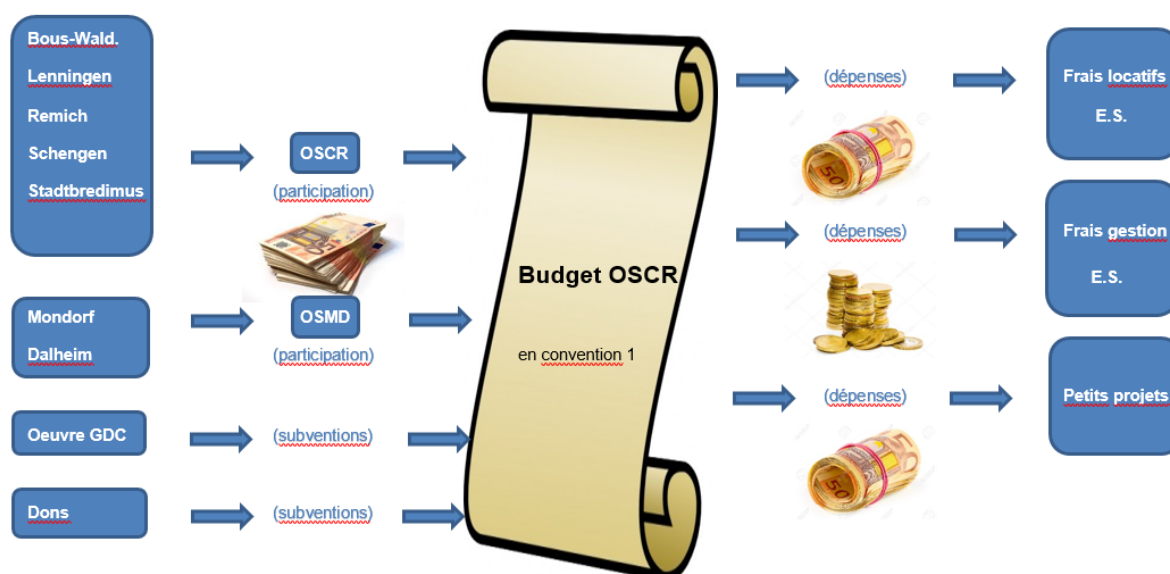 Bous-Wald.
Lenningen
Remich
Schengen
Stadtbredimus
OSCR
(participation)
Mondorf
Dalheim
OSMD
(participation)
Oeuvre GDC
(subventions)
Dons
(subventions)
Budget OSCR
en convention 1
(dépenses)
Frais locatifs
E.S.
(dépenses)
Frais gestion
E.S.
(dépenses)
Petits projets